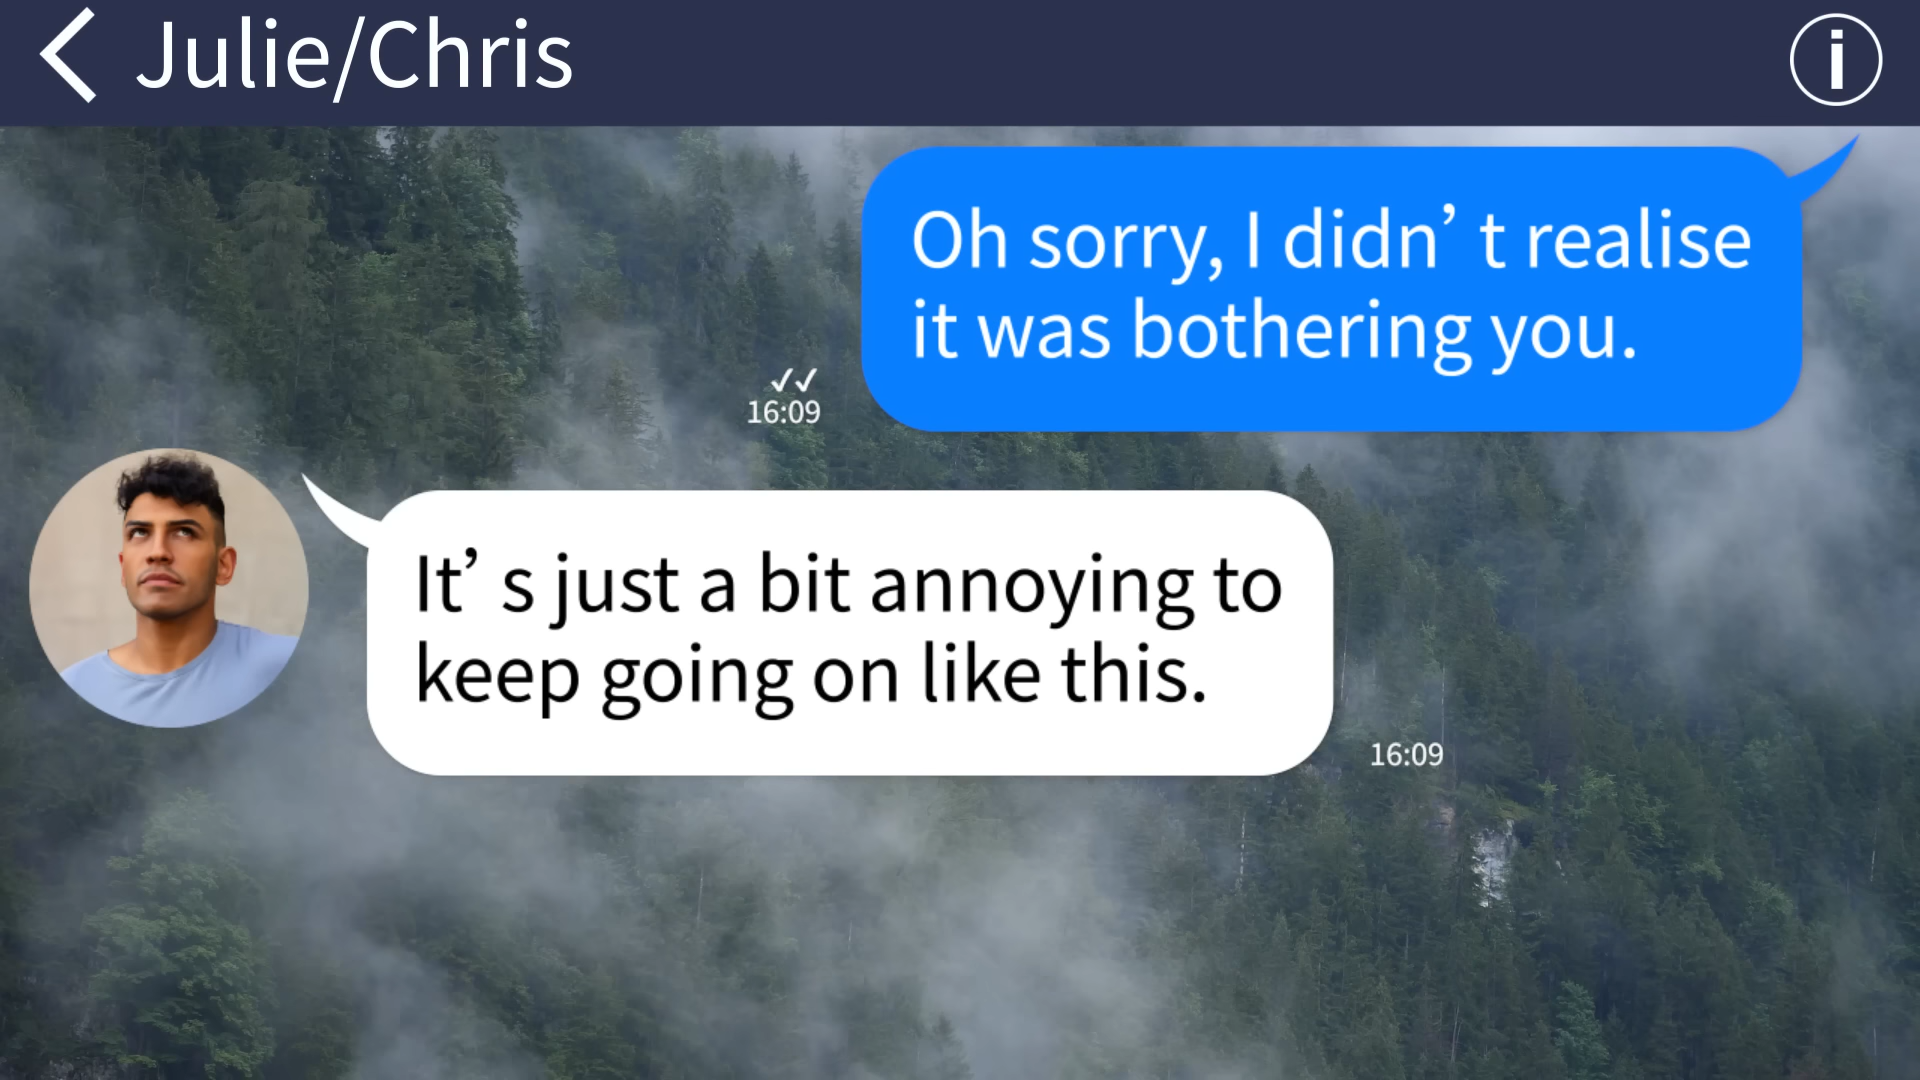 Julie/Chris
Oh sorry, I didn’t realise
it was bothering you.
16:09
It’s just a bit annoying to
keep going on like this.
16:09